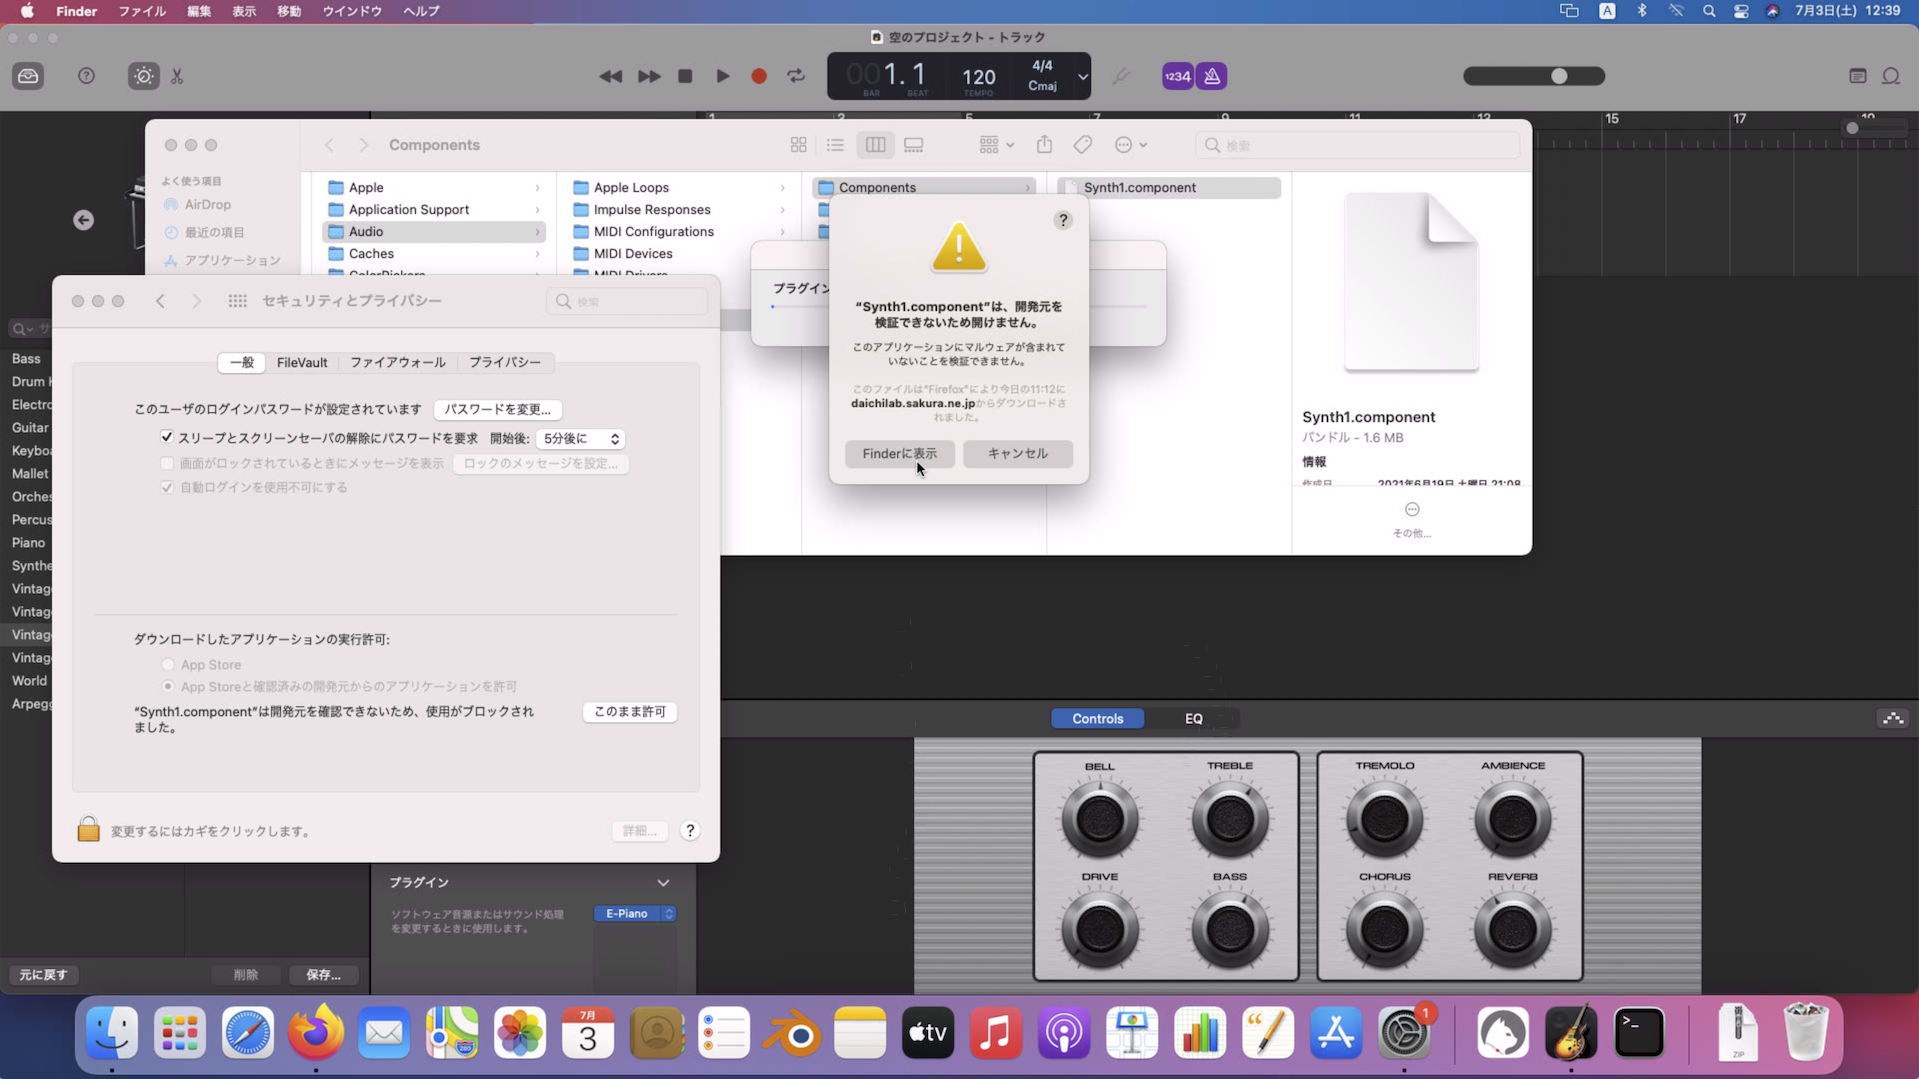 Finder ファイル 編集 表示 移動 ウインドウ ヘルプ
A
7月3日(土) 12:39
空のプロジェクト - トラック
001. 1
BAR BEAT
120
TEMPO
4/4
Cmaj
1234
1 3 5 7 9 11 13 15 17 19
Components
検索
よく使う項目
AirDrop
最近の項目
アプリケーション
Apple
Application Support
Audio
Caches
ColorPickers
Apple Loops
Impulse Responses
MIDI Configurations
MIDI Devices
MIDI Drivers
Components
Synth1.component
Synth1.component
バンドル - 1.6 MB
情報
作成日 2021年6月19日 土曜日 21:08
その他...
プラグイン
?
“Synth1.component”は、開発元を
検証できないため開けません。
このアプリケーションにマルウェアが含まれて
いないことを検証できません。
このファイルは“Firefox”により今日の11:12に
daichilab.sakura.ne.jpからダウンロードさ
れました。
Finderに表示
キャンセル
セキュリティとプライバシー
検索
一般 FileVault ファイアウォール プライバシー
このユーザのログインパスワードが設定されています パスワードを変更...
スリープとスクリーンセーバの解除にパスワードを要求 開始後: 5分後に
画面がロックされているときにメッセージを表示 ロックのメッセージを設定...
自動ログインを使用不可にする
ダウンロードしたアプリケーションの実行許可:
App Store
App Storeと確認済みの開発元からのアプリケーションを許可
“Synth1.component”は開発元を確認できないため、使用がブロックされ
ました。
このまま許可
変更するにはカギをクリックします。
詳細...
?
サ
Bass
Drum K
Electro
Guitar
Keyboa
Mallet
Orches
Percus
Piano
Synthe
Vintag
Vintag
Vintag
Vintag
World
Arpegg
プラグイン
ソフトウェア音源またはサウンド処理
を変更するときに使用します。
E-Piano
元に戻す
削除
保存...
Controls EQ
BELL TREBLE TREMOLO AMBIENCE
DRIVE BASS CHORUS REVERB
7月
3
280
tv
1
>_
ZIP